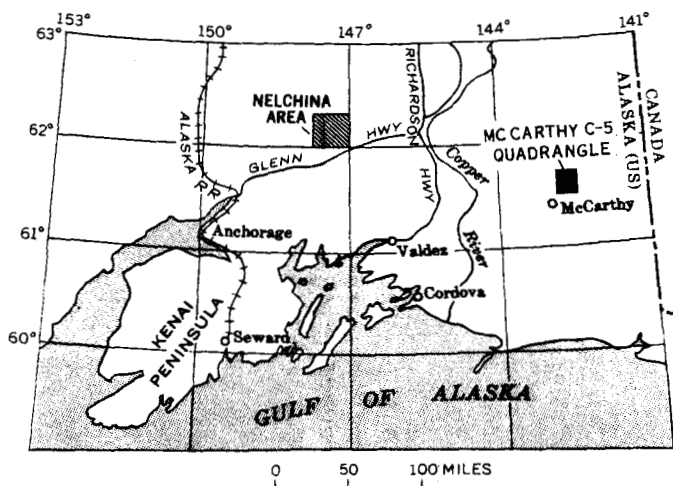 153° 150° 147° 144° 141°
63°
62°
61°
60°
ALASKA RR
NELCHINA
AREA
GLENN HWY
RICHARDSON HWY
Copper River
MC CARTHY C-5
QUADRANGLE
McCarthy
CANADA
ALASKA (US)
Anchorage
Valdez
Cordova
Seward
KENAI
PENINSULA
GULF OF ALASKA
0 50 100 MILES